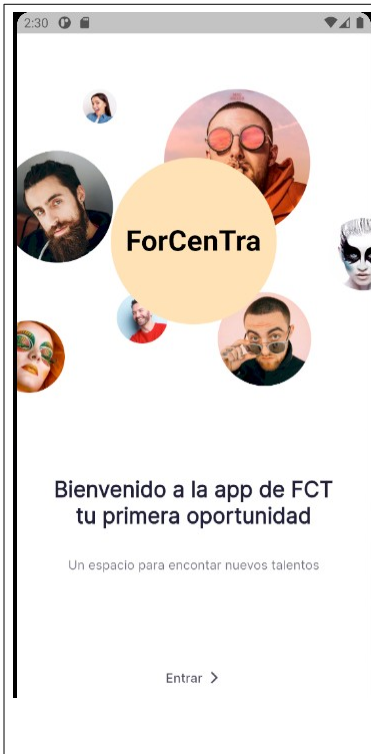 2:30
ForCenTra
Bienvenido a la app de FCT
tu primera oportunidad
Un espacio para encontar nuevos talentos
Entrar